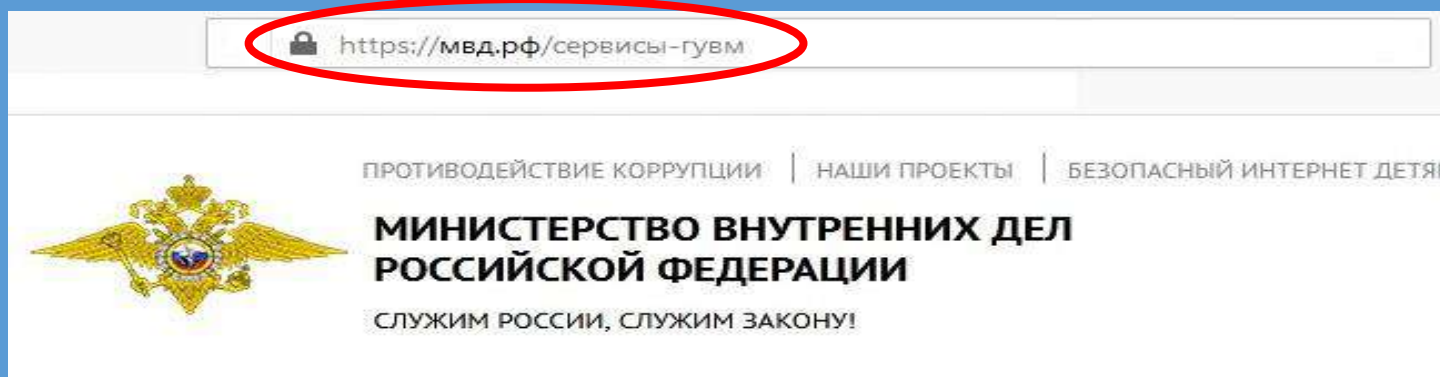 https://мвд.рф/сервисы-гувм
ПРОТИВОДЕЙСТВИЕ КОРРУПЦИИ | НАШИ ПРОЕКТЫ | БЕЗОПАСНЫЙ ИНТЕРНЕТ ДЕТЯ
МИНИСТЕРСТВО ВНУТРЕННИХ ДЕЛ
РОССИЙСКОЙ ФЕДЕРАЦИИ
СЛУЖИМ РОССИИ, СЛУЖИМ ЗАКОНУ!